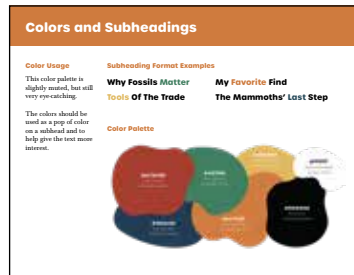 Colors and Subheadings
Color Usage
This color palette is
slightly muted, but still
very eye-catching.
The colors should be
used as a pop of color
on a subhead and to
help give the text more
interest.
Subheading Format Examples
Why Fossils Matter
My Favorite Find
Tools Of The Trade
The Mammoths' Last Step
Color Palette